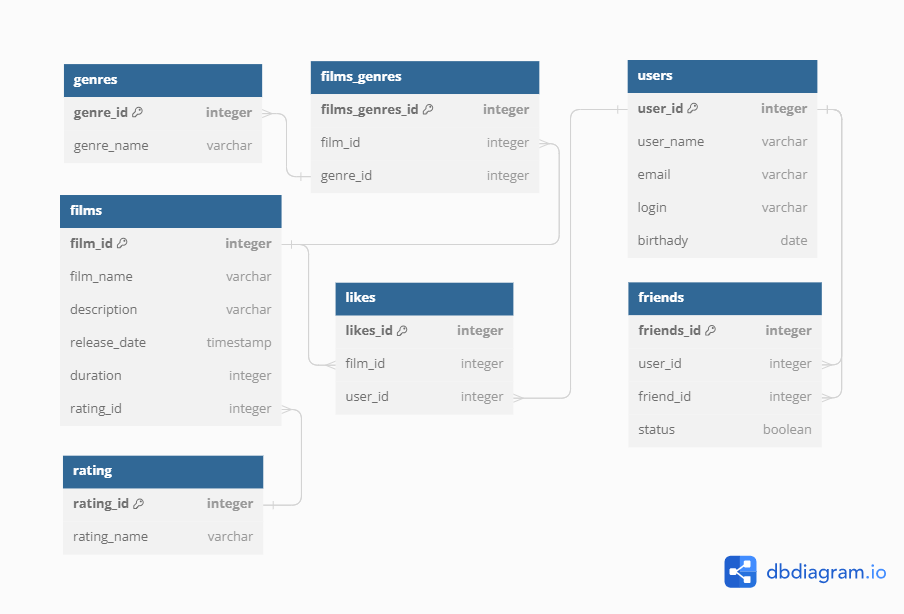 genres
genre_id integer
genre_name varchar
films_genres
films_genres_id integer
film_id integer
genre_id integer
users
user_id integer
user_name varchar
email varchar
login varchar
birthady date
films
film_id integer
film_name varchar
description varchar
release_date timestamp
duration integer
rating_id integer
likes
likes_id integer
film_id integer
user_id integer
friends
friends_id integer
user_id integer
friend_id integer
status boolean
rating
rating_id integer
rating_name varchar
dbdiagram.io